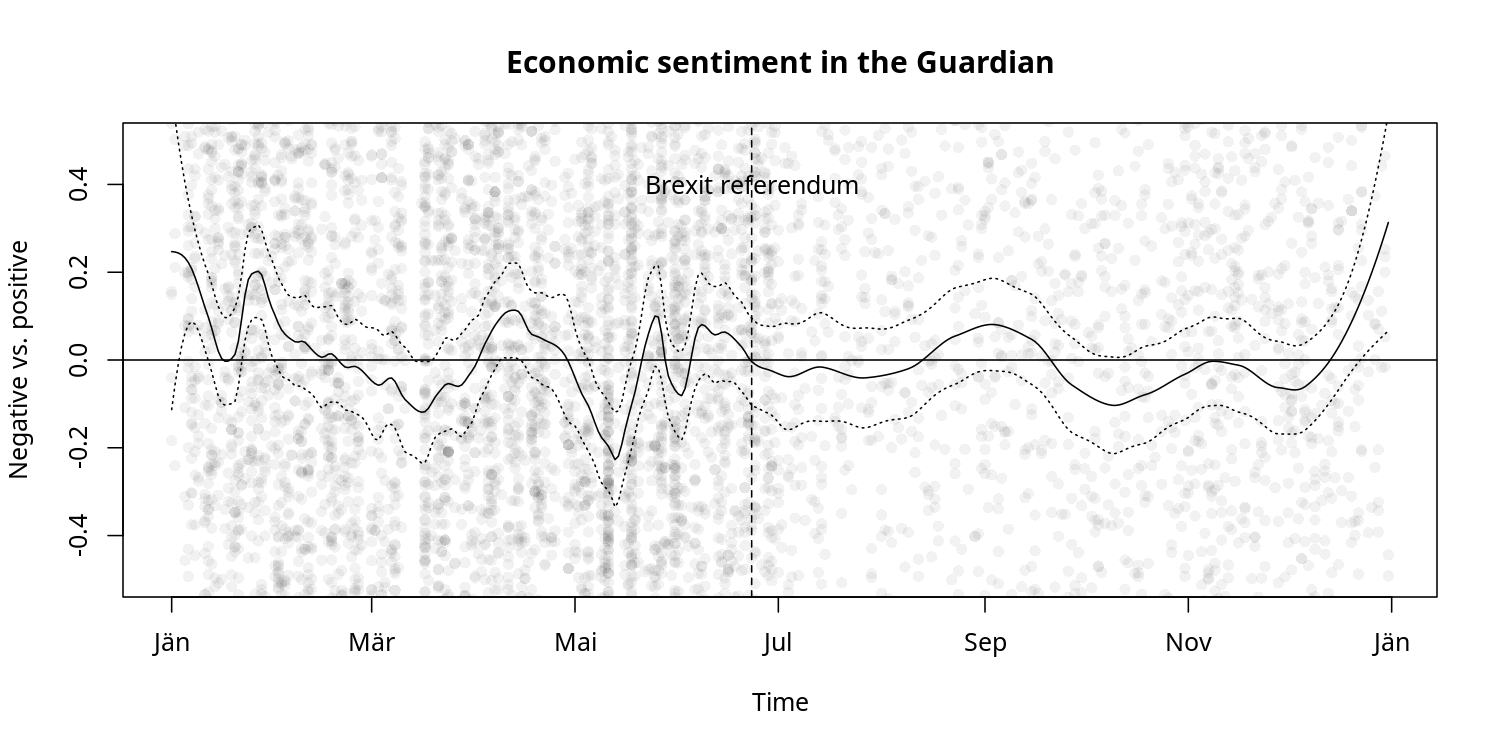 Economic sentiment in the Guardian
Negative vs. positive
0.4
0.2
0.0
-0.2
-0.4
Brexit referendum
Jän
Mär
Mai
Jul
Sep
Nov
Jän
Time